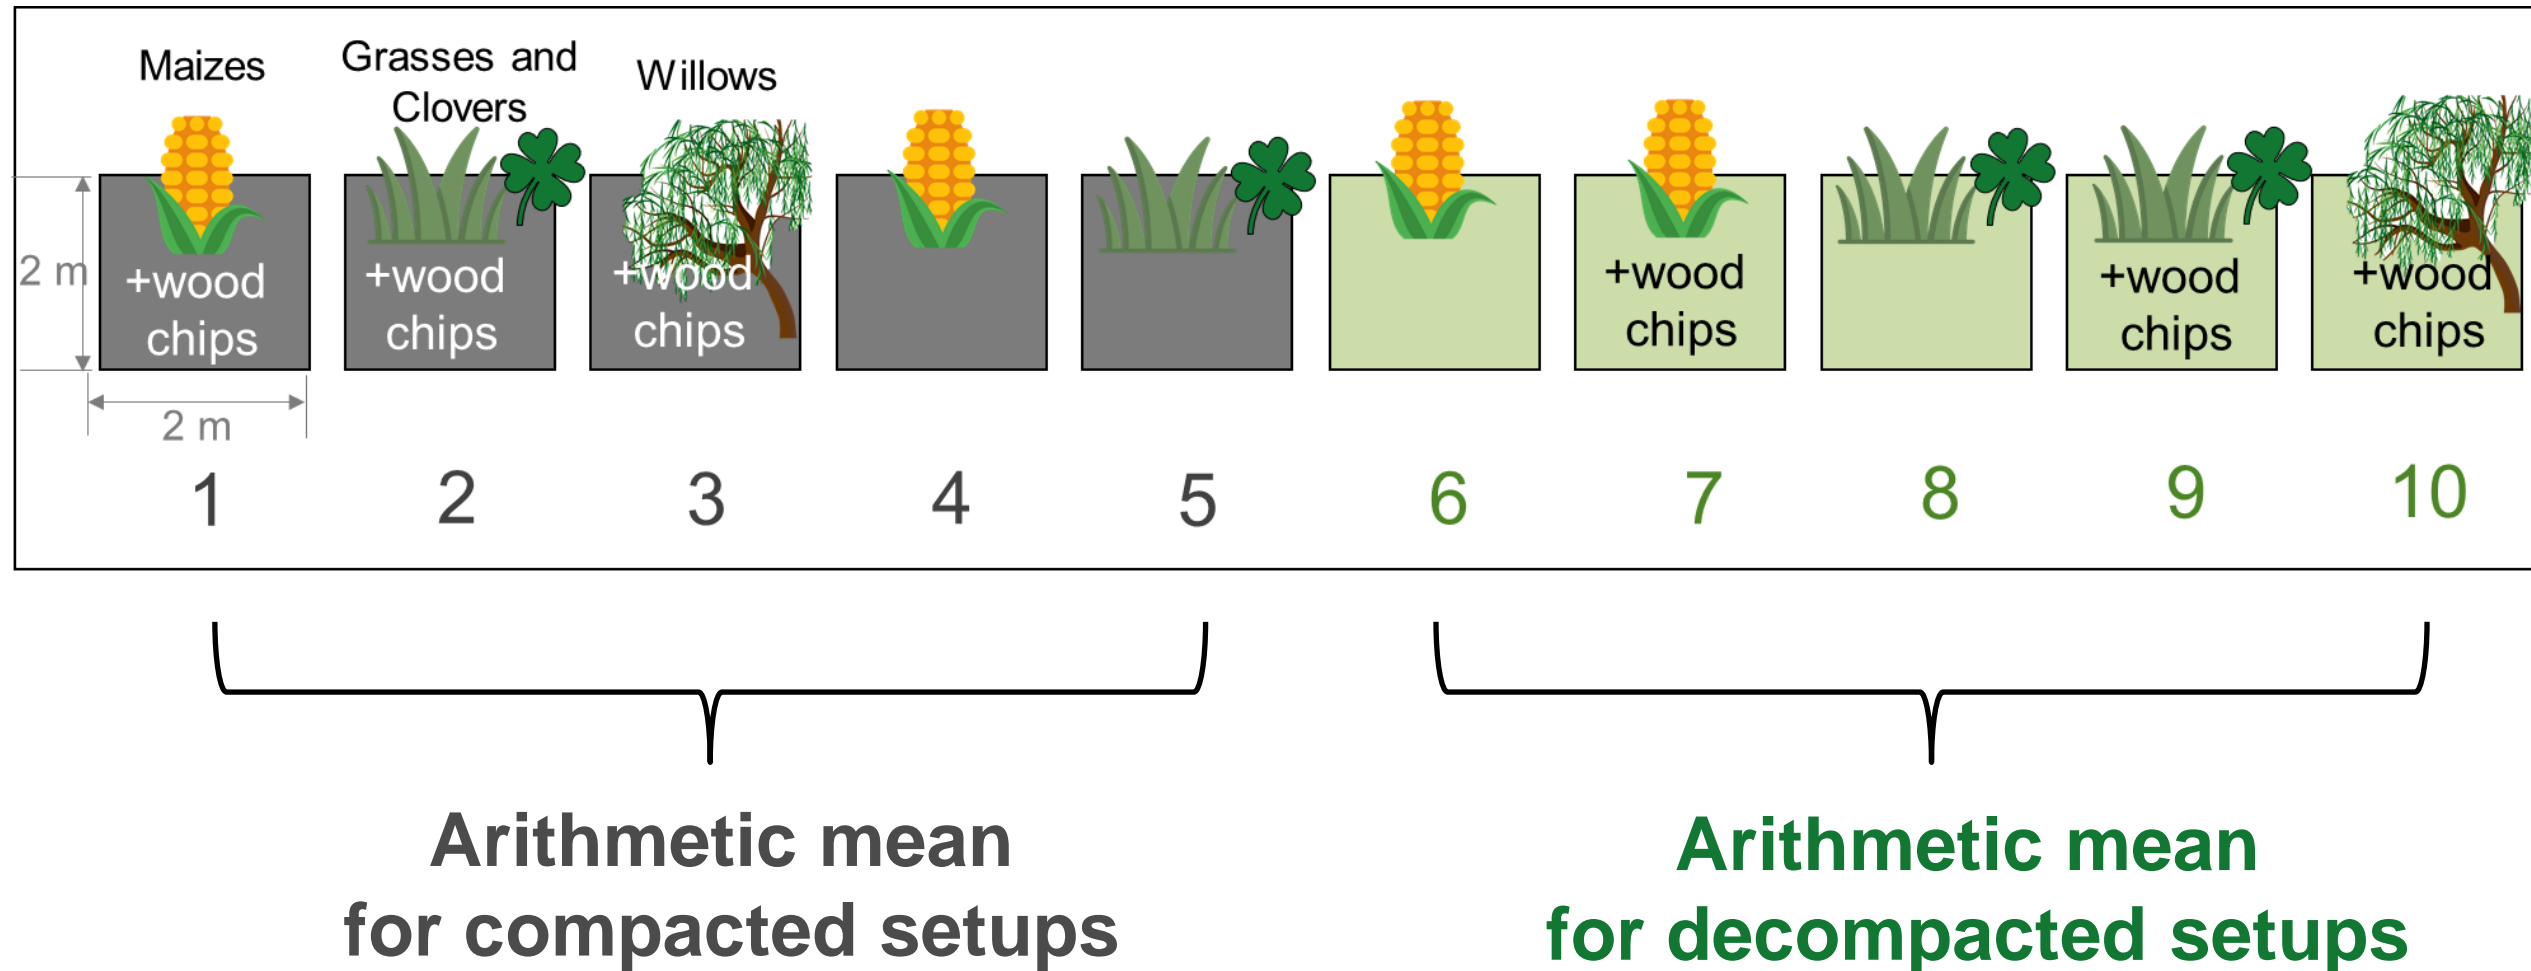 Maizes
Grasses and
Clovers
Willows
2 m
+wood
chips
+wood
chips
+wood
chips
+wood
chips
+wood
chips
+wood
chips
2 m
1
2
3
4
5
6
7
8
9
10
Arithmetic mean
for compacted setups
Arithmetic mean
for decompacted setups